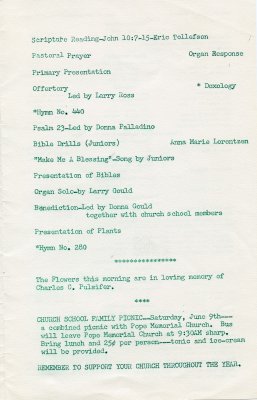 Scripture Reading-John 10:7-15-Eric Tollefsen
Pastoral Prayer Organ Response
Primary Presentation
Offertory * Doxology
Led by Larry Ross
*Hymn No. 440
Psalm 23-Led by Donna Palladino
Bible Drills (Juniors) Anna Marie Lorentzen
"Make Me A Blessing"-Song by Juniors
Presentation of Bibles
Organ Solo-by Larry Gould
Benediction-Led by Donna Gould
together with church school members
Presentation of Plants
*Hymn No. 280
****************
The Flowers this morning are in loving memory of
Charles C. Pulsifer.
****
CHURCH SCHOOL FAMILY PICNIC--Saturday, June 9th----
a combined picnic with Pope Memorial Church. Bus
will leave Pope Memorial Church at 9:30AM sharp.
Bring lunch and 25¢ per person----tonic and ice-cream
will be provided.
REMEMBER TO SUPPORT YOUR CHURCH THROUGHOUT THE YEAR.